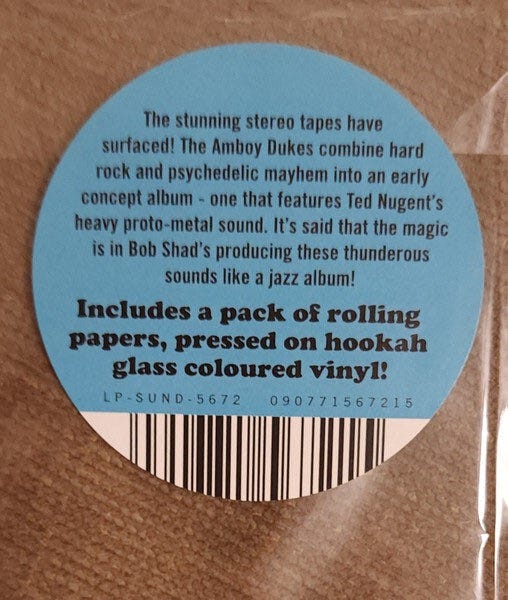 The stunning stereo tapes have
surfaced! The Amboy Dukes combine hard
rock and psychedelic mayhem into an early
concept album - one that features Ted Nugent's
heavy proto-metal sound. It's said that the magic
is in Bob Shad's producing these thunderous
sounds like a jazz album!
Includes a pack of rolling
papers, pressed on hookah
glass coloured vinyl!
LP-SUND-5672 090771567215